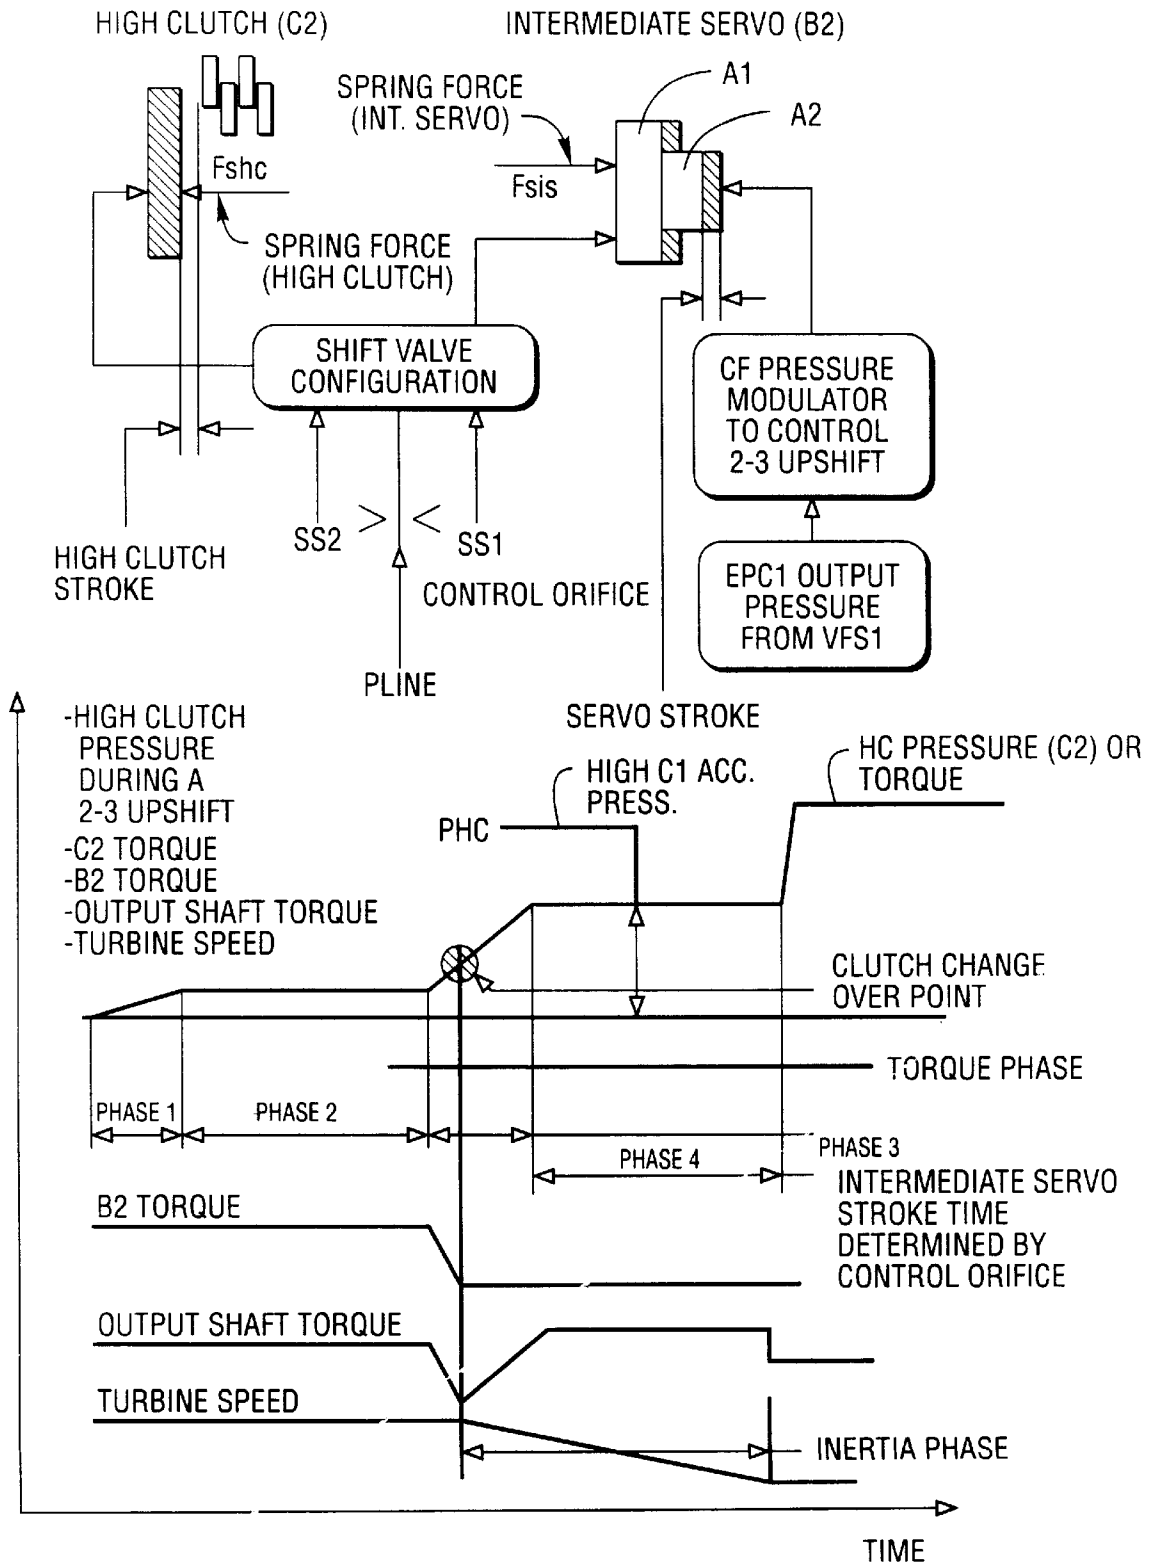 HIGH CLUTCH (C2)
INTERMEDIATE SERVO (B2)
A1
SPRING FORCE
(INT. SERVO)
A2
Fshc
Fsis
SPRING FORCE
(HIGH CLUTCH)
SHIFT VALVE
CONFIGURATION
CF PRESSURE
MODULATOR
TO CONTROL
2-3 UPSHIFT
SS2
> <
SS1
HIGH CLUTCH
STROKE
CONTROL ORIFICE
EPC1 OUTPUT
PRESSURE
FROM VFS1
PLINE
SERVO STROKE
-HIGH CLUTCH
PRESSURE
DURING A
2-3 UPSHIFT
-C2 TORQUE
-B2 TORQUE
-OUTPUT SHAFT TORQUE
-TURBINE SPEED
HIGH C1 ACC.
PRESS.
HC PRESSURE (C2) OR
TORQUE
PHC
CLUTCH CHANGE
OVER POINT
TORQUE PHASE
PHASE 1
PHASE 2
PHASE 3
PHASE 4
INTERMEDIATE SERVO
STROKE TIME
DETERMINED BY
CONTROL ORIFICE
B2 TORQUE
OUTPUT SHAFT TORQUE
TURBINE SPEED
INERTIA PHASE
TIME